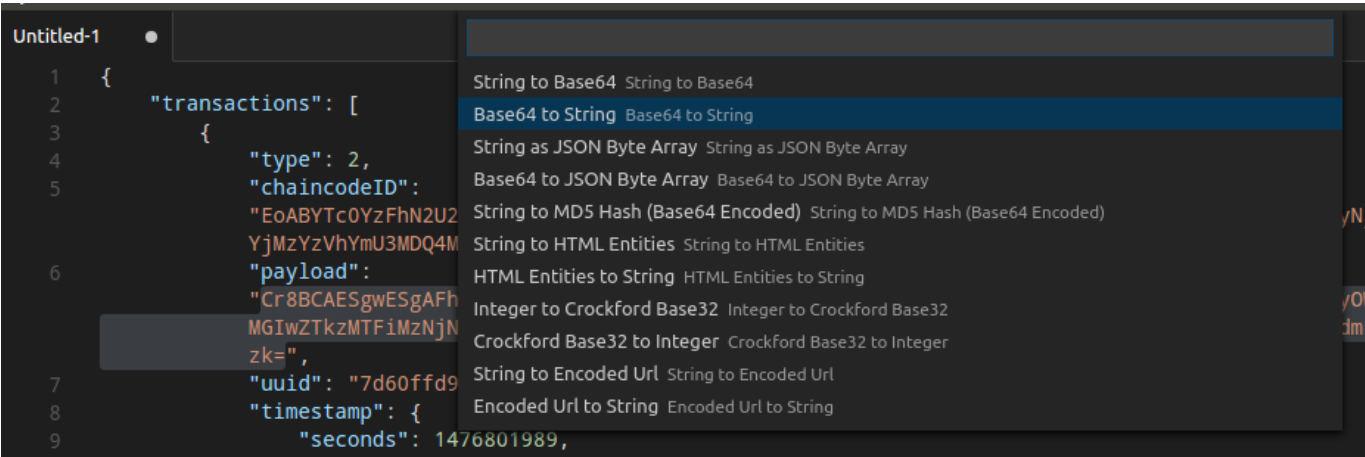 Untitled-1 ●
1 {
2 "transactions": [
3 {
4 "type": 2,
5 "chaincodeID":
"EoABYTc0YzFhN2U2
YjMzYzVhYmU3MDQ4M
6 "payload":
"Cr8BCAESgwESgAFh
MGIwZTkzMTFiMzNjN
zk=",
7 "uuid": "7d60ffd9
8 "timestamp": {
9 "seconds": 1476801989,
String to Base64 String to Base64
Base64 to String Base64 to String
String as JSON Byte Array String as JSON Byte Array
Base64 to JSON Byte Array Base64 to JSON Byte Array
String to MD5 Hash (Base64 Encoded) String to MD5 Hash (Base64 Encoded)
String to HTML Entities String to HTML Entities
HTML Entities to String HTML Entities to String
Integer to Crockford Base32 Integer to Crockford Base32
Crockford Base32 to Integer Crockford Base32 to Integer
String to Encoded Url String to Encoded Url
Encoded Url to String Encoded Url to String